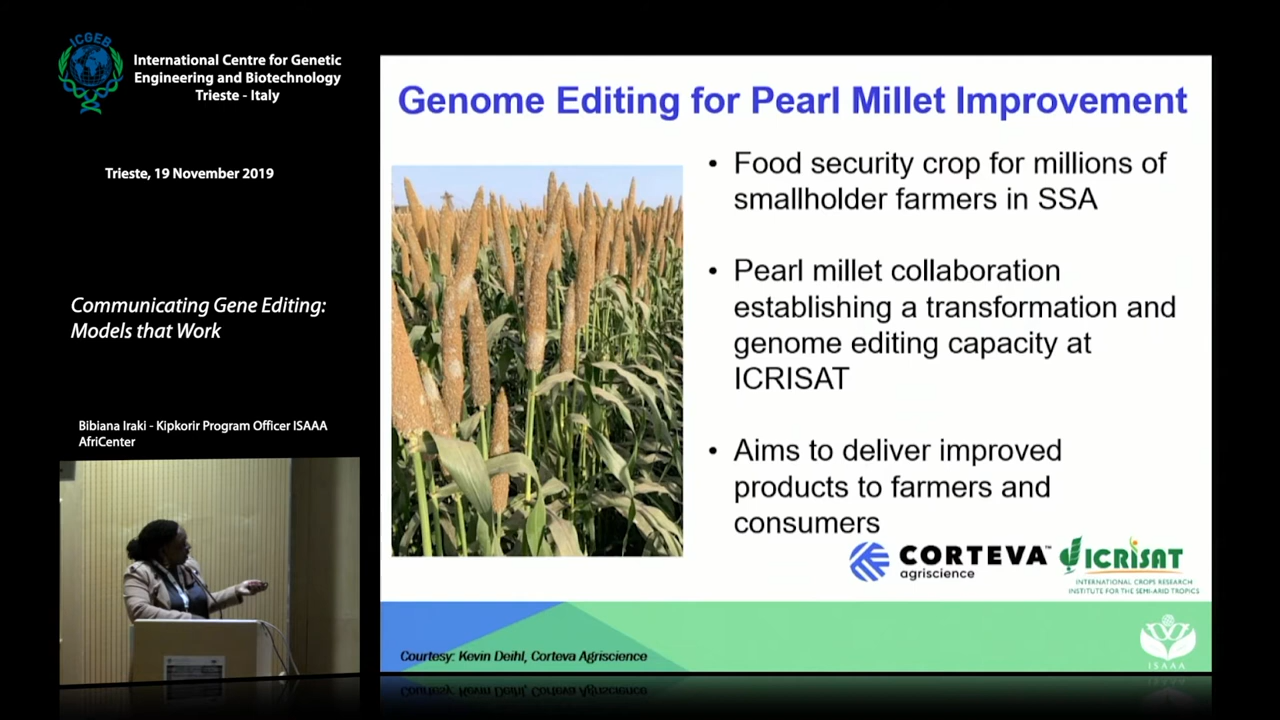 ICGEB
International Centre for Genetic
Engineering and Biotechnology
Trieste - Italy
Trieste, 19 November 2019
Communicating Gene Editing:
Models that Work
Bibiana Iraki - Kipkorir Program Officer ISAAA
AfriCenter
Genome Editing for Pearl Millet Improvement
• Food security crop for millions of
smallholder farmers in SSA
• Pearl millet collaboration
establishing a transformation and
genome editing capacity at
ICRISAT
• Aims to deliver improved
products to farmers and
consumers
CORTEVA™
agriscience
ICRISAT
INTERNATIONAL CROPS RESEARCH
INSTITUTE FOR THE SEMI-ARID TROPICS
Courtesy: Kevin Deihl, Corteva Agriscience
ISAAA